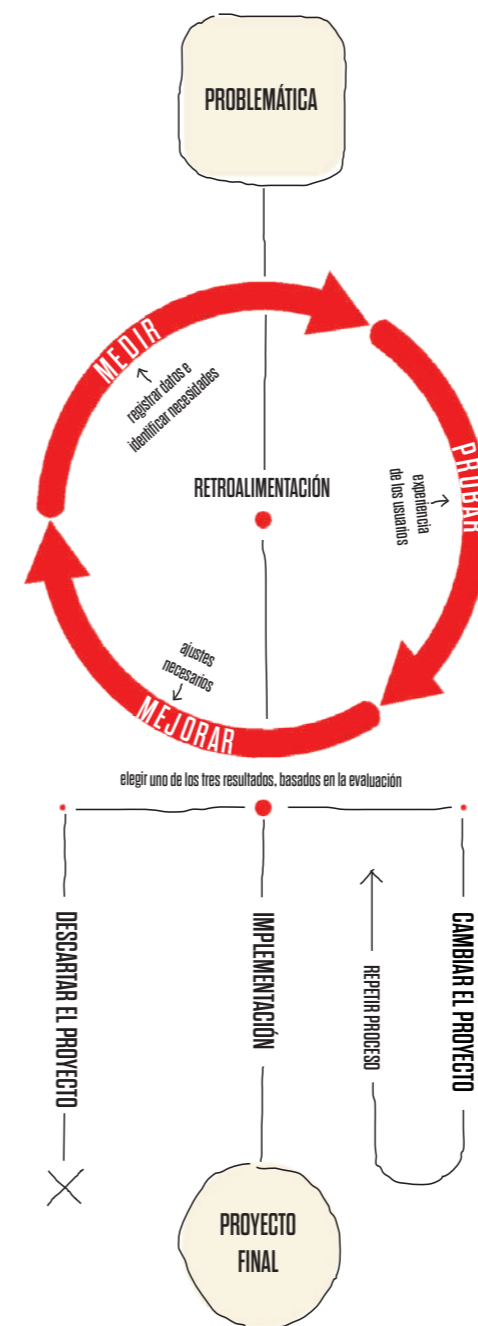 PROBLEMÁTICA
MEDIR
registrar datos e
identificar necesidades
PROBAR
experiencia
de los usuarios
RETROALIMENTACIÓN
ajustes
necesarios
MEJORAR
elegir uno de los tres resultados, basados en la evaluación
DESCARTAR EL PROYECTO
IMPLEMENTACIÓN
REPETIR PROCESO
CAMBIAR EL PROYECTO
PROYECTO
FINAL